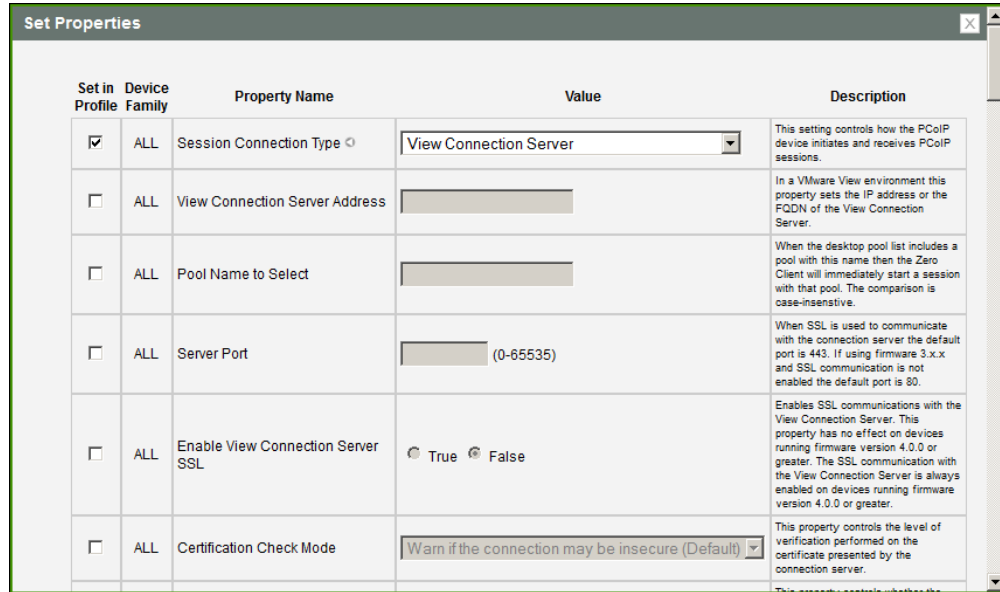 Set Properties
X
Set in Profile
Device Family
Property Name
Value
Description
ALL
Session Connection Type
View Connection Server
This setting controls how the PCoIP
device initiates and receives PCoIP
sessions.
ALL
View Connection Server Address
In a VMware View environment this
property sets the IP address or the
FQDN of the View Connection
Server.
ALL
Pool Name to Select
When the desktop pool list includes a
pool with this name then the Zero
Client will immediately start a session
with that pool. The comparison is
case-insenstive.
ALL
Server Port
(0-65535)
When SSL is used to communicate
with the connection server the default
port is 443. If using firmware 3.x.x
and SSL communication is not
enabled the default port is 80.
ALL
Enable View Connection Server
SSL
True
False
Enables SSL communications with the
View Connection Server. This
property has no effect on devices
running firmware version 4.0.0 or
greater. The SSL communication with
the View Connection Server is always
enabled on devices running firmware
version 4.0.0 or greater.
ALL
Certification Check Mode
Warn if the connection may be insecure (Default)
This property controls the level of
verification performed on the
certificate presented by the
connection server.
This property controls whether the